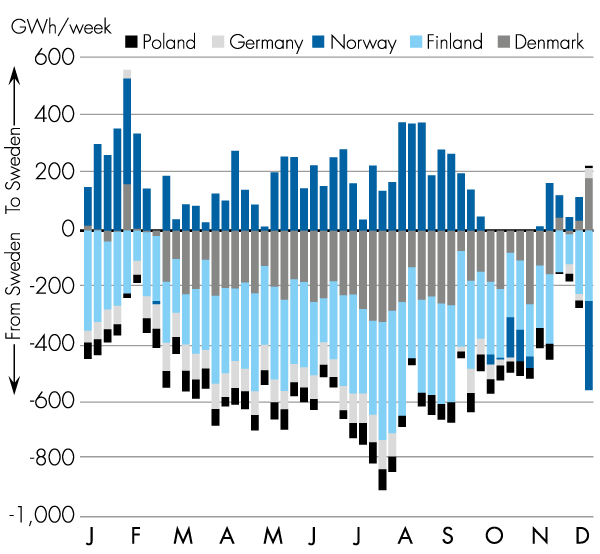 GWh/week
Poland Germany Norway Finland Denmark
600
400
200
0
-200
-400
-600
-800
-1,000
To Sweden
From Sweden
J F M A M J J A S O N D